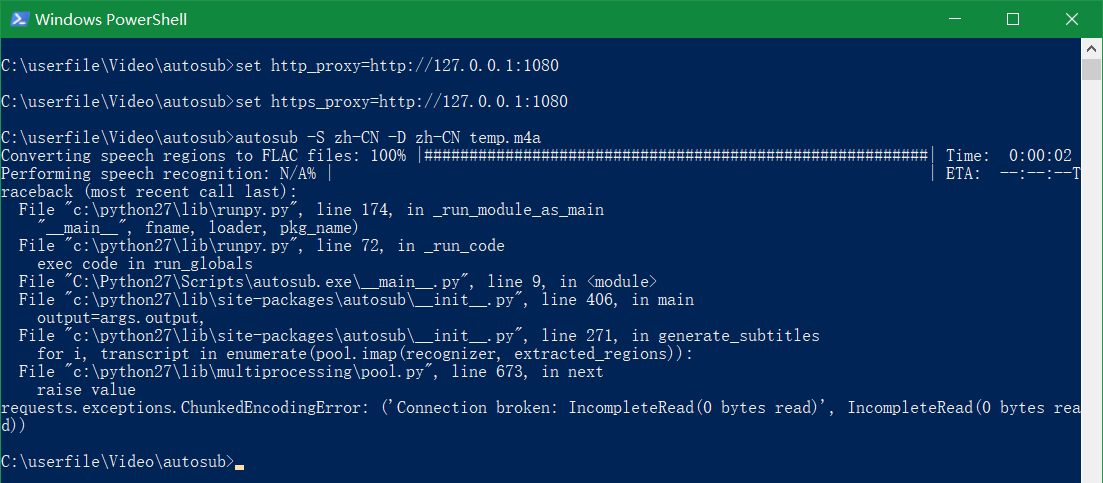 Windows PowerShell
C:\userfile\Video\autosub>set http_proxy=http://127.0.0.1:1080
C:\userfile\Video\autosub>set https_proxy=http://127.0.0.1:1080
C:\userfile\Video\autosub>autosub -S zh-CN -D zh-CN temp.m4a
Converting speech regions to FLAC files: 100% |########################################################| Time:  0:00:02
Performing speech recognition: N/A% |                                                                  | ETA:  --:--:--T
raceback (most recent call last):
  File "c:\python27\lib\runpy.py", line 174, in _run_module_as_main
    "__main__", fname, loader, pkg_name)
  File "c:\python27\lib\runpy.py", line 72, in _run_code
    exec code in run_globals
  File "C:\Python27\Scripts\autosub.exe\__main__.py", line 9, in <module>
  File "c:\python27\lib\site-packages\autosub\__init__.py", line 406, in main
    output=args.output,
  File "c:\python27\lib\site-packages\autosub\__init__.py", line 271, in generate_subtitles
    for i, transcript in enumerate(pool.imap(recognizer, extracted_regions)):
  File "c:\python27\lib\multiprocessing\pool.py", line 673, in next
    raise value
requests.exceptions.ChunkedEncodingError: ('Connection broken: IncompleteRead(0 bytes read)', IncompleteRead(0 bytes rea
d))
C:\userfile\Video\autosub>